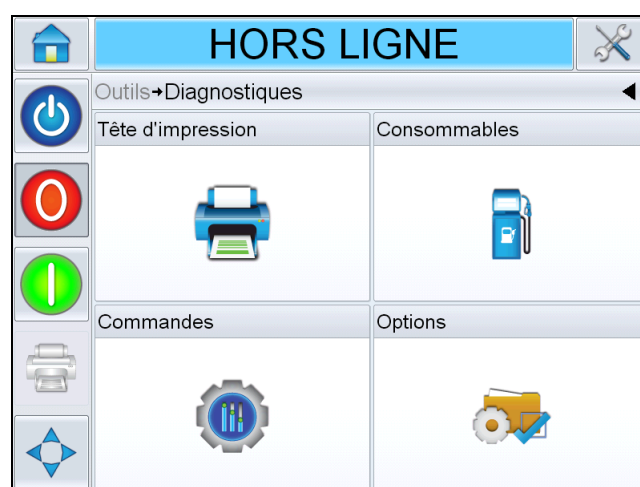 HORS LIGNE
Outils→Diagnostiques
Tête d'impression
Consommables
Commandes
Options